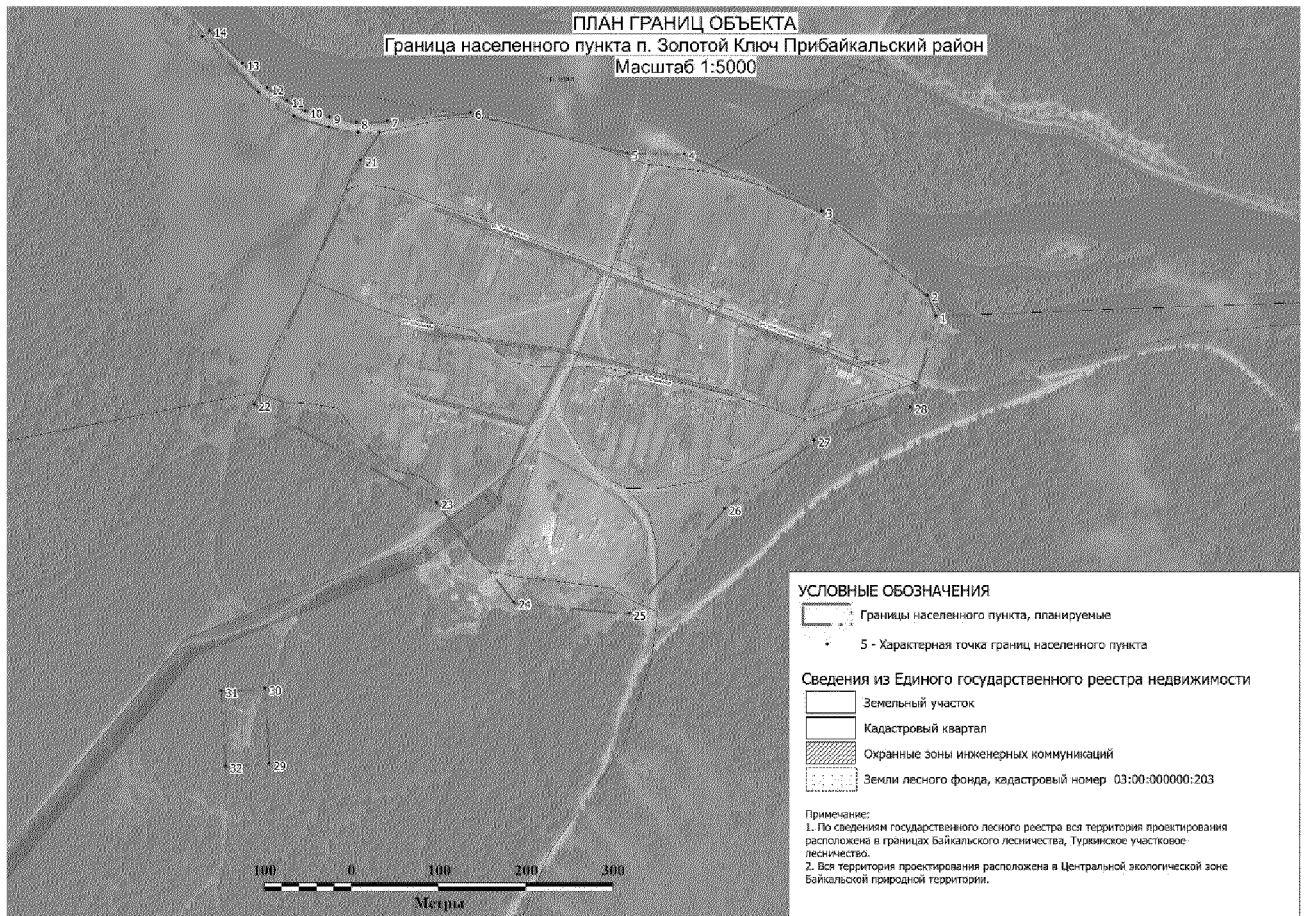 ПЛАН ГРАНИЦ ОБЪЕКТА
Граница населенного пункта п. Золотой Ключ Прибайкальский район
Масштаб 1:5000
14
13
12
11
10
9
8
7
6
5
4
3
2
1
21
22
23
24
25
26
27
28
31
30
32
29
УСЛОВНЫЕ ОБОЗНАЧЕНИЯ
Границы населенного пункта, планируемые
5 - Характерная точка границ населенного пункта
Сведения из Единого государственного реестра недвижимости
Земельный участок
Кадастровый квартал
Охранные зоны инженерных коммуникаций
Земли лесного фонда, кадастровый номер 03:00:000000:203
Примечание:
1. По сведениям государственного лесного реестра вся территория проектирования
расположена в границах Байкальского лесничества, Туркинское участковое
лесничество.
2. Вся территория проектирования расположена в Центральной экологической зоне
Байкальской природной территории.
100 0 100 200 300
Метры